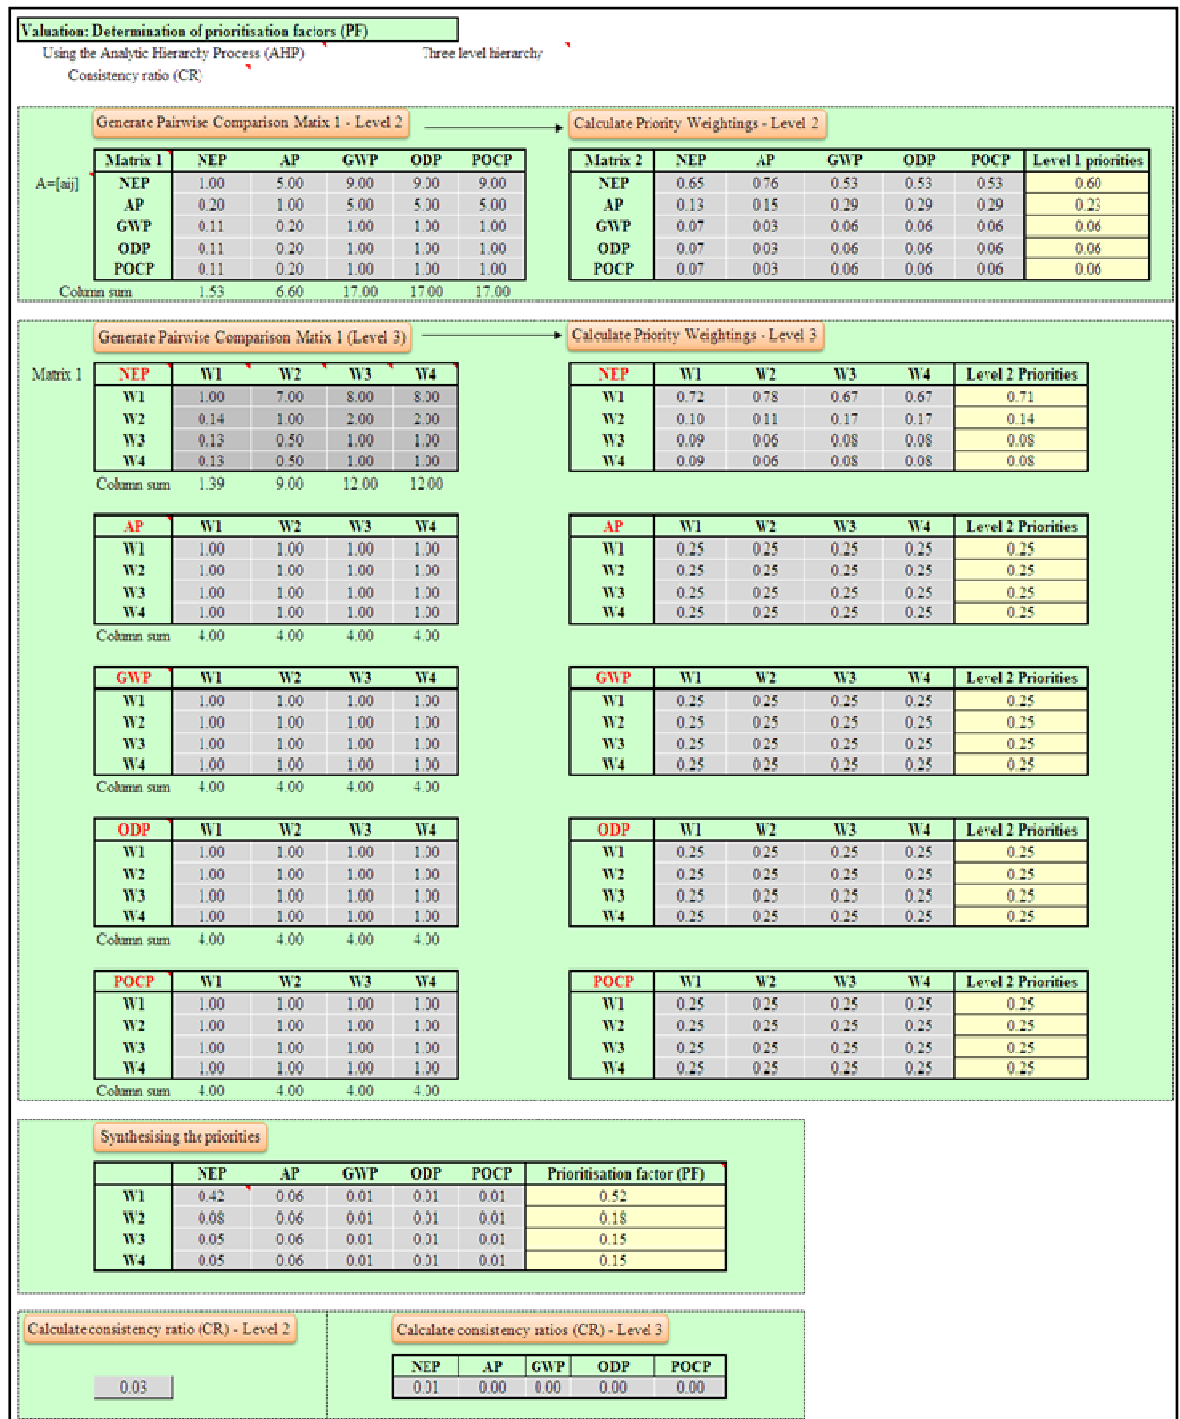 Valuation: Determination of prioritisation factors (PF)
Using the Analytic Hierarchy Process (AHP) Three level hierarchy
Consistency ratio (CR)
Generate Pairwise Comparison Matix 1 - Level 2 Calculate Priority Weightings - Level 2
Matrix 1 NEP AP GWP ODP POCP Matrix 2 NEP AP GWP ODP POCP Level 1 priorities
A=[aij] NEP 1.00 5.00 9.00 9.00 9.00 NEP 0.65 0.76 0.53 0.53 0.53 0.60
AP 0.20 1.00 5.00 5.00 5.00 AP 0.13 0.15 0.29 0.29 0.29 0.23
GWP 0.11 0.20 1.00 1.00 1.00 GWP 0.07 0.03 0.06 0.06 0.06 0.06
ODP 0.11 0.20 1.00 1.00 1.00 ODP 0.07 0.03 0.06 0.06 0.06 0.06
POCP 0.11 0.20 1.00 1.00 1.00 POCP 0.07 0.03 0.06 0.06 0.06 0.06
Column sum 1.53 6.60 17.00 17.00 17.00
Generate Pairwise Comparison Matix 1 (Level 3) Calculate Priority Weightings - Level 3
Matrix 1 NEP W1 W2 W3 W4 NEP W1 W2 W3 W4 Level 2 Priorities
W1 1.00 7.00 8.00 8.00 W1 0.72 0.78 0.67 0.67 0.71
W2 0.14 1.00 2.00 2.00 W2 0.10 0.11 0.17 0.17 0.14
W3 0.13 0.50 1.00 1.00 W3 0.09 0.06 0.08 0.08 0.08
W4 0.13 0.50 1.00 1.00 W4 0.09 0.06 0.08 0.08 0.08
Column sum 1.39 9.00 12.00 12.00
AP W1 W2 W3 W4 AP W1 W2 W3 W4 Level 2 Priorities
W1 1.00 1.00 1.00 1.00 W1 0.25 0.25 0.25 0.25 0.25
W2 1.00 1.00 1.00 1.00 W2 0.25 0.25 0.25 0.25 0.25
W3 1.00 1.00 1.00 1.00 W3 0.25 0.25 0.25 0.25 0.25
W4 1.00 1.00 1.00 1.00 W4 0.25 0.25 0.25 0.25 0.25
Column sum 4.00 4.00 4.00 4.00
GWP W1 W2 W3 W4 GWP W1 W2 W3 W4 Level 2 Priorities
W1 1.00 1.00 1.00 1.00 W1 0.25 0.25 0.25 0.25 0.25
W2 1.00 1.00 1.00 1.00 W2 0.25 0.25 0.25 0.25 0.25
W3 1.00 1.00 1.00 1.00 W3 0.25 0.25 0.25 0.25 0.25
W4 1.00 1.00 1.00 1.00 W4 0.25 0.25 0.25 0.25 0.25
Column sum 4.00 4.00 4.00 4.00
ODP W1 W2 W3 W4 ODP W1 W2 W3 W4 Level 2 Priorities
W1 1.00 1.00 1.00 1.00 W1 0.25 0.25 0.25 0.25 0.25
W2 1.00 1.00 1.00 1.00 W2 0.25 0.25 0.25 0.25 0.25
W3 1.00 1.00 1.00 1.00 W3 0.25 0.25 0.25 0.25 0.25
W4 1.00 1.00 1.00 1.00 W4 0.25 0.25 0.25 0.25 0.25
Column sum 4.00 4.00 4.00 4.00
POCP W1 W2 W3 W4 POCP W1 W2 W3 W4 Level 2 Priorities
W1 1.00 1.00 1.00 1.00 W1 0.25 0.25 0.25 0.25 0.25
W2 1.00 1.00 1.00 1.00 W2 0.25 0.25 0.25 0.25 0.25
W3 1.00 1.00 1.00 1.00 W3 0.25 0.25 0.25 0.25 0.25
W4 1.00 1.00 1.00 1.00 W4 0.25 0.25 0.25 0.25 0.25
Column sum 4.00 4.00 4.00 4.00
Synthesising the priorities
NEP AP GWP ODP POCP Prioritisation factor (PF)
W1 0.42 0.06 0.01 0.01 0.01 0.52
W2 0.08 0.06 0.01 0.01 0.01 0.18
W3 0.05 0.06 0.01 0.01 0.01 0.15
W4 0.05 0.06 0.01 0.01 0.01 0.15
Calculate consistency ratio (CR) - Level 2 Calculate consistency ratios (CR) - Level 3
NEP AP GWP ODP POCP
0.03 0.01 0.00 0.00 0.00 0.00